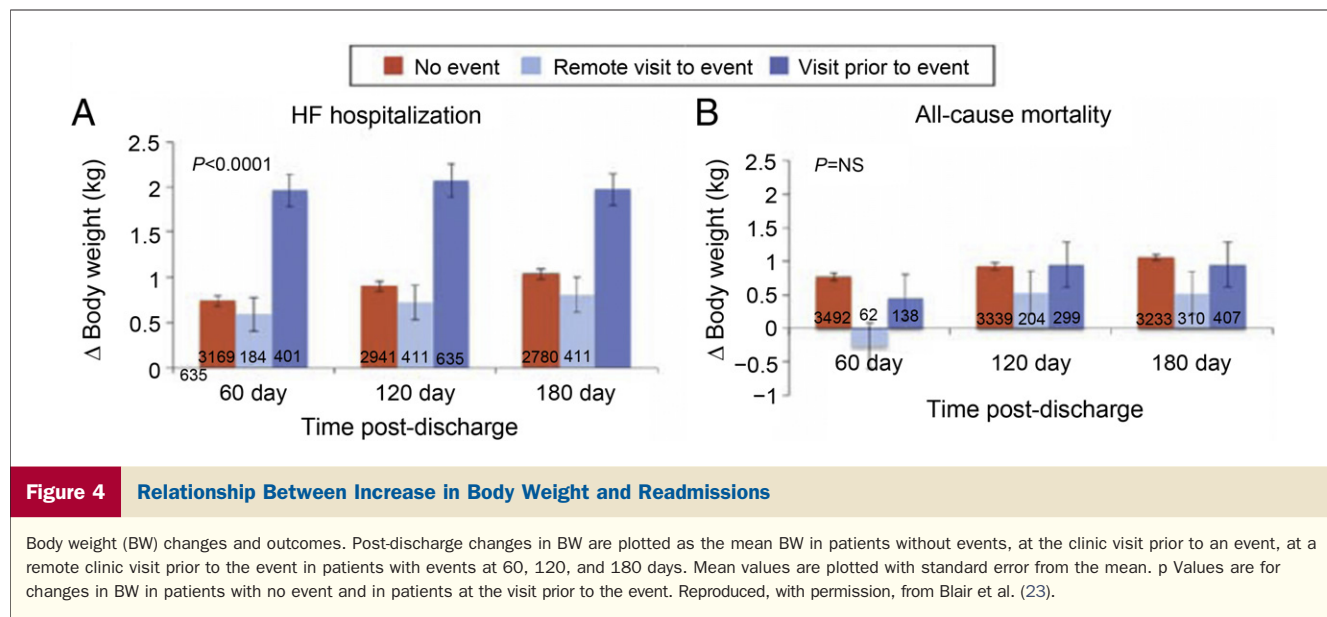 No event Remote visit to event Visit prior to event
A HF hospitalization
P<0.0001
Δ Body weight (kg)
2.5
2
1.5
1
0.5
0
3169 184 401 2941 411 635 2780 411
635
60 day 120 day 180 day
Time post-discharge
B All-cause mortality
P=NS
Δ Body weight (kg)
2.5
2
1.5
1
0.5
0
−0.5
−1
3492 62 138 3339 204 299 3233 310 407
60 day 120 day 180 day
Time post-discharge
Figure 4 Relationship Between Increase in Body Weight and Readmissions
Body weight (BW) changes and outcomes. Post-discharge changes in BW are plotted as the mean BW in patients without events, at the clinic visit prior to an event, at a
remote clinic visit prior to the event in patients with events at 60, 120, and 180 days. Mean values are plotted with standard error from the mean. p Values are for
changes in BW in patients with no event and in patients at the visit prior to the event. Reproduced, with permission, from Blair et al. (23).